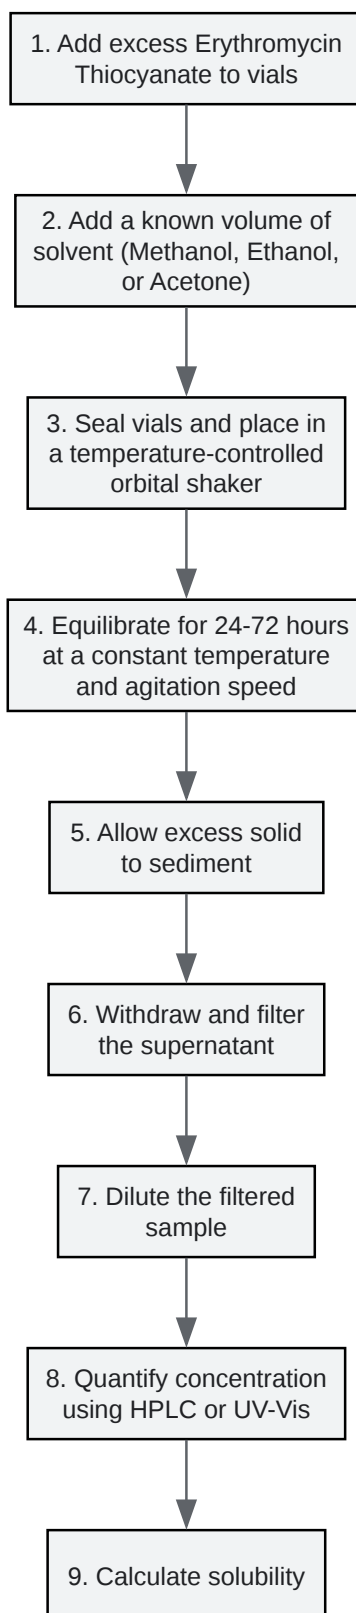 1. Add excess Erythromycin
Thiocyanate to vials
2. Add a known volume of
solvent (Methanol, Ethanol,
or Acetone)
3. Seal vials and place in
a temperature-controlled
orbital shaker
4. Equilibrate for 24-72 hours
at a constant temperature
and agitation speed
5. Allow excess solid
to sediment
6. Withdraw and filter
the supernatant
7. Dilute the filtered
sample
8. Quantify concentration
using HPLC or UV-Vis
9. Calculate solubility